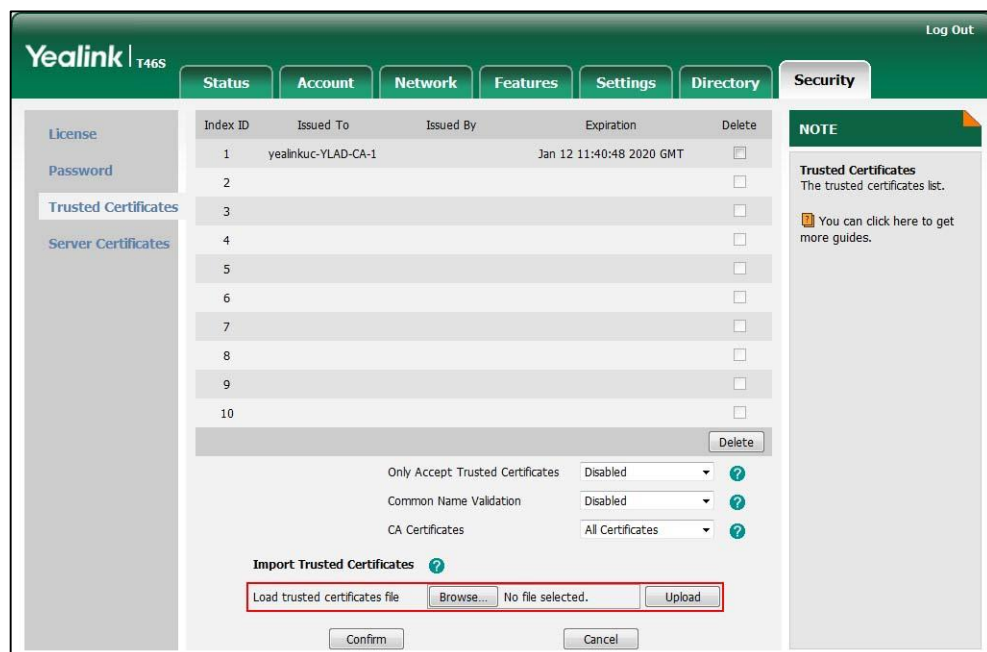 Log Out
Yealink | T46S
Status Account Network Features Settings Directory Security
License
Password
Trusted Certificates
Server Certificates
Index ID Issued To Issued By Expiration Delete
1 yealinkuc-YLAD-CA-1 Jan 12 11:40:48 2020 GMT
2
3
4
5
6
7
8
9
10
Delete
Only Accept Trusted Certificates Disabled ?
Common Name Validation Disabled ?
CA Certificates All Certificates ?
Import Trusted Certificates ?
Load trusted certificates file Browse... No file selected. Upload
Confirm Cancel
NOTE
Trusted Certificates
The trusted certificates list.
? You can click here to get
more guides.